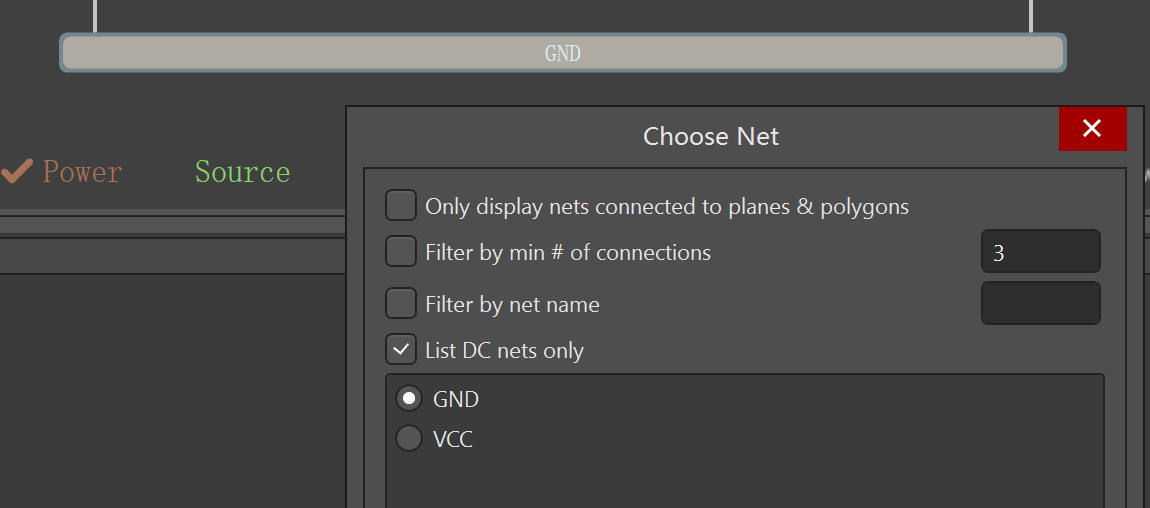 GND
Choose Net
Power Source
Only display nets connected to planes & polygons
Filter by min # of connections 3
Filter by net name
List DC nets only
GND
VCC